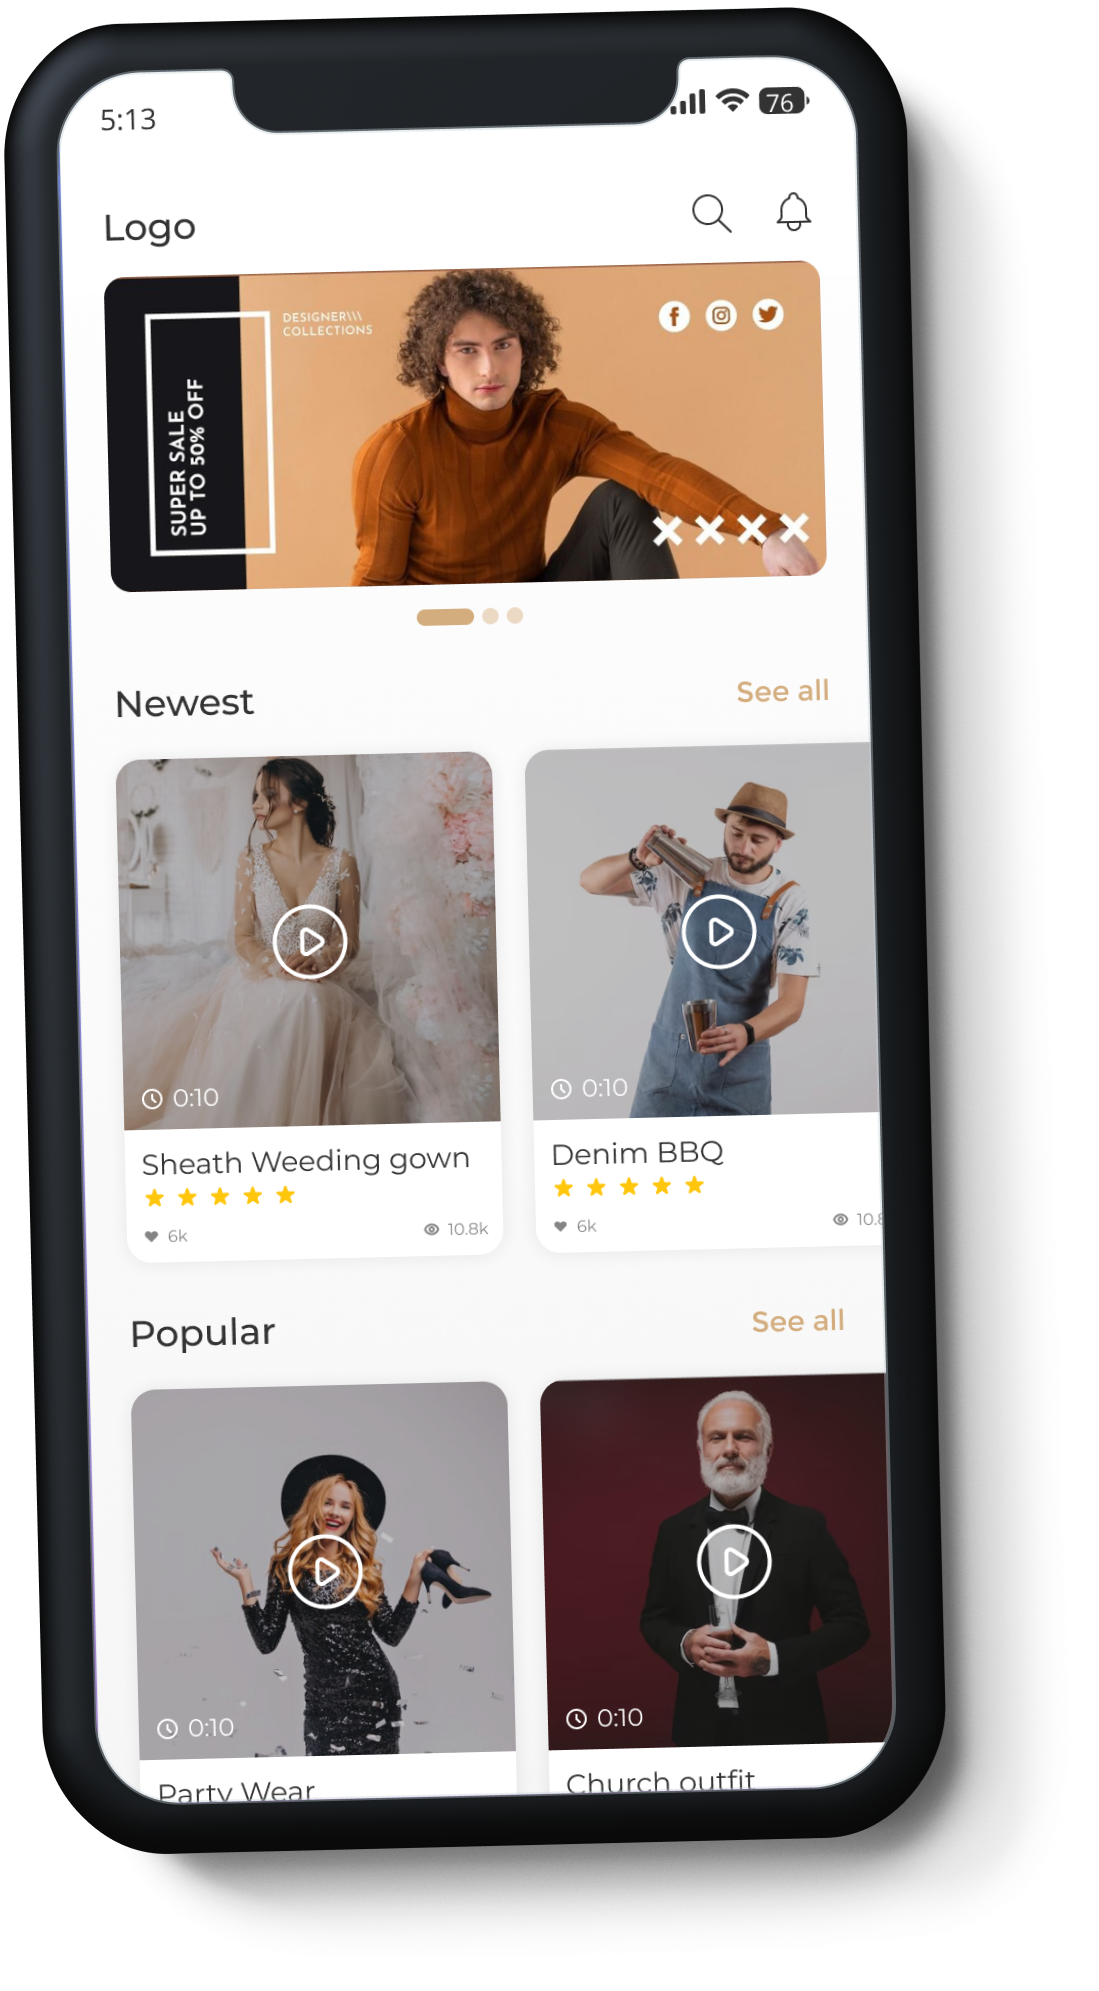 5:13
76
Logo
DESIGNER\\\
COLLECTIONS
SUPER SALE
UP TO 50% OFF
Newest
See all
0:10
0:10
Sheath Weeding gown
Denim BBQ
6k
10.8k
6k
10.8
Popular
See all
0:10
0:10
Party Wear
Church outfit